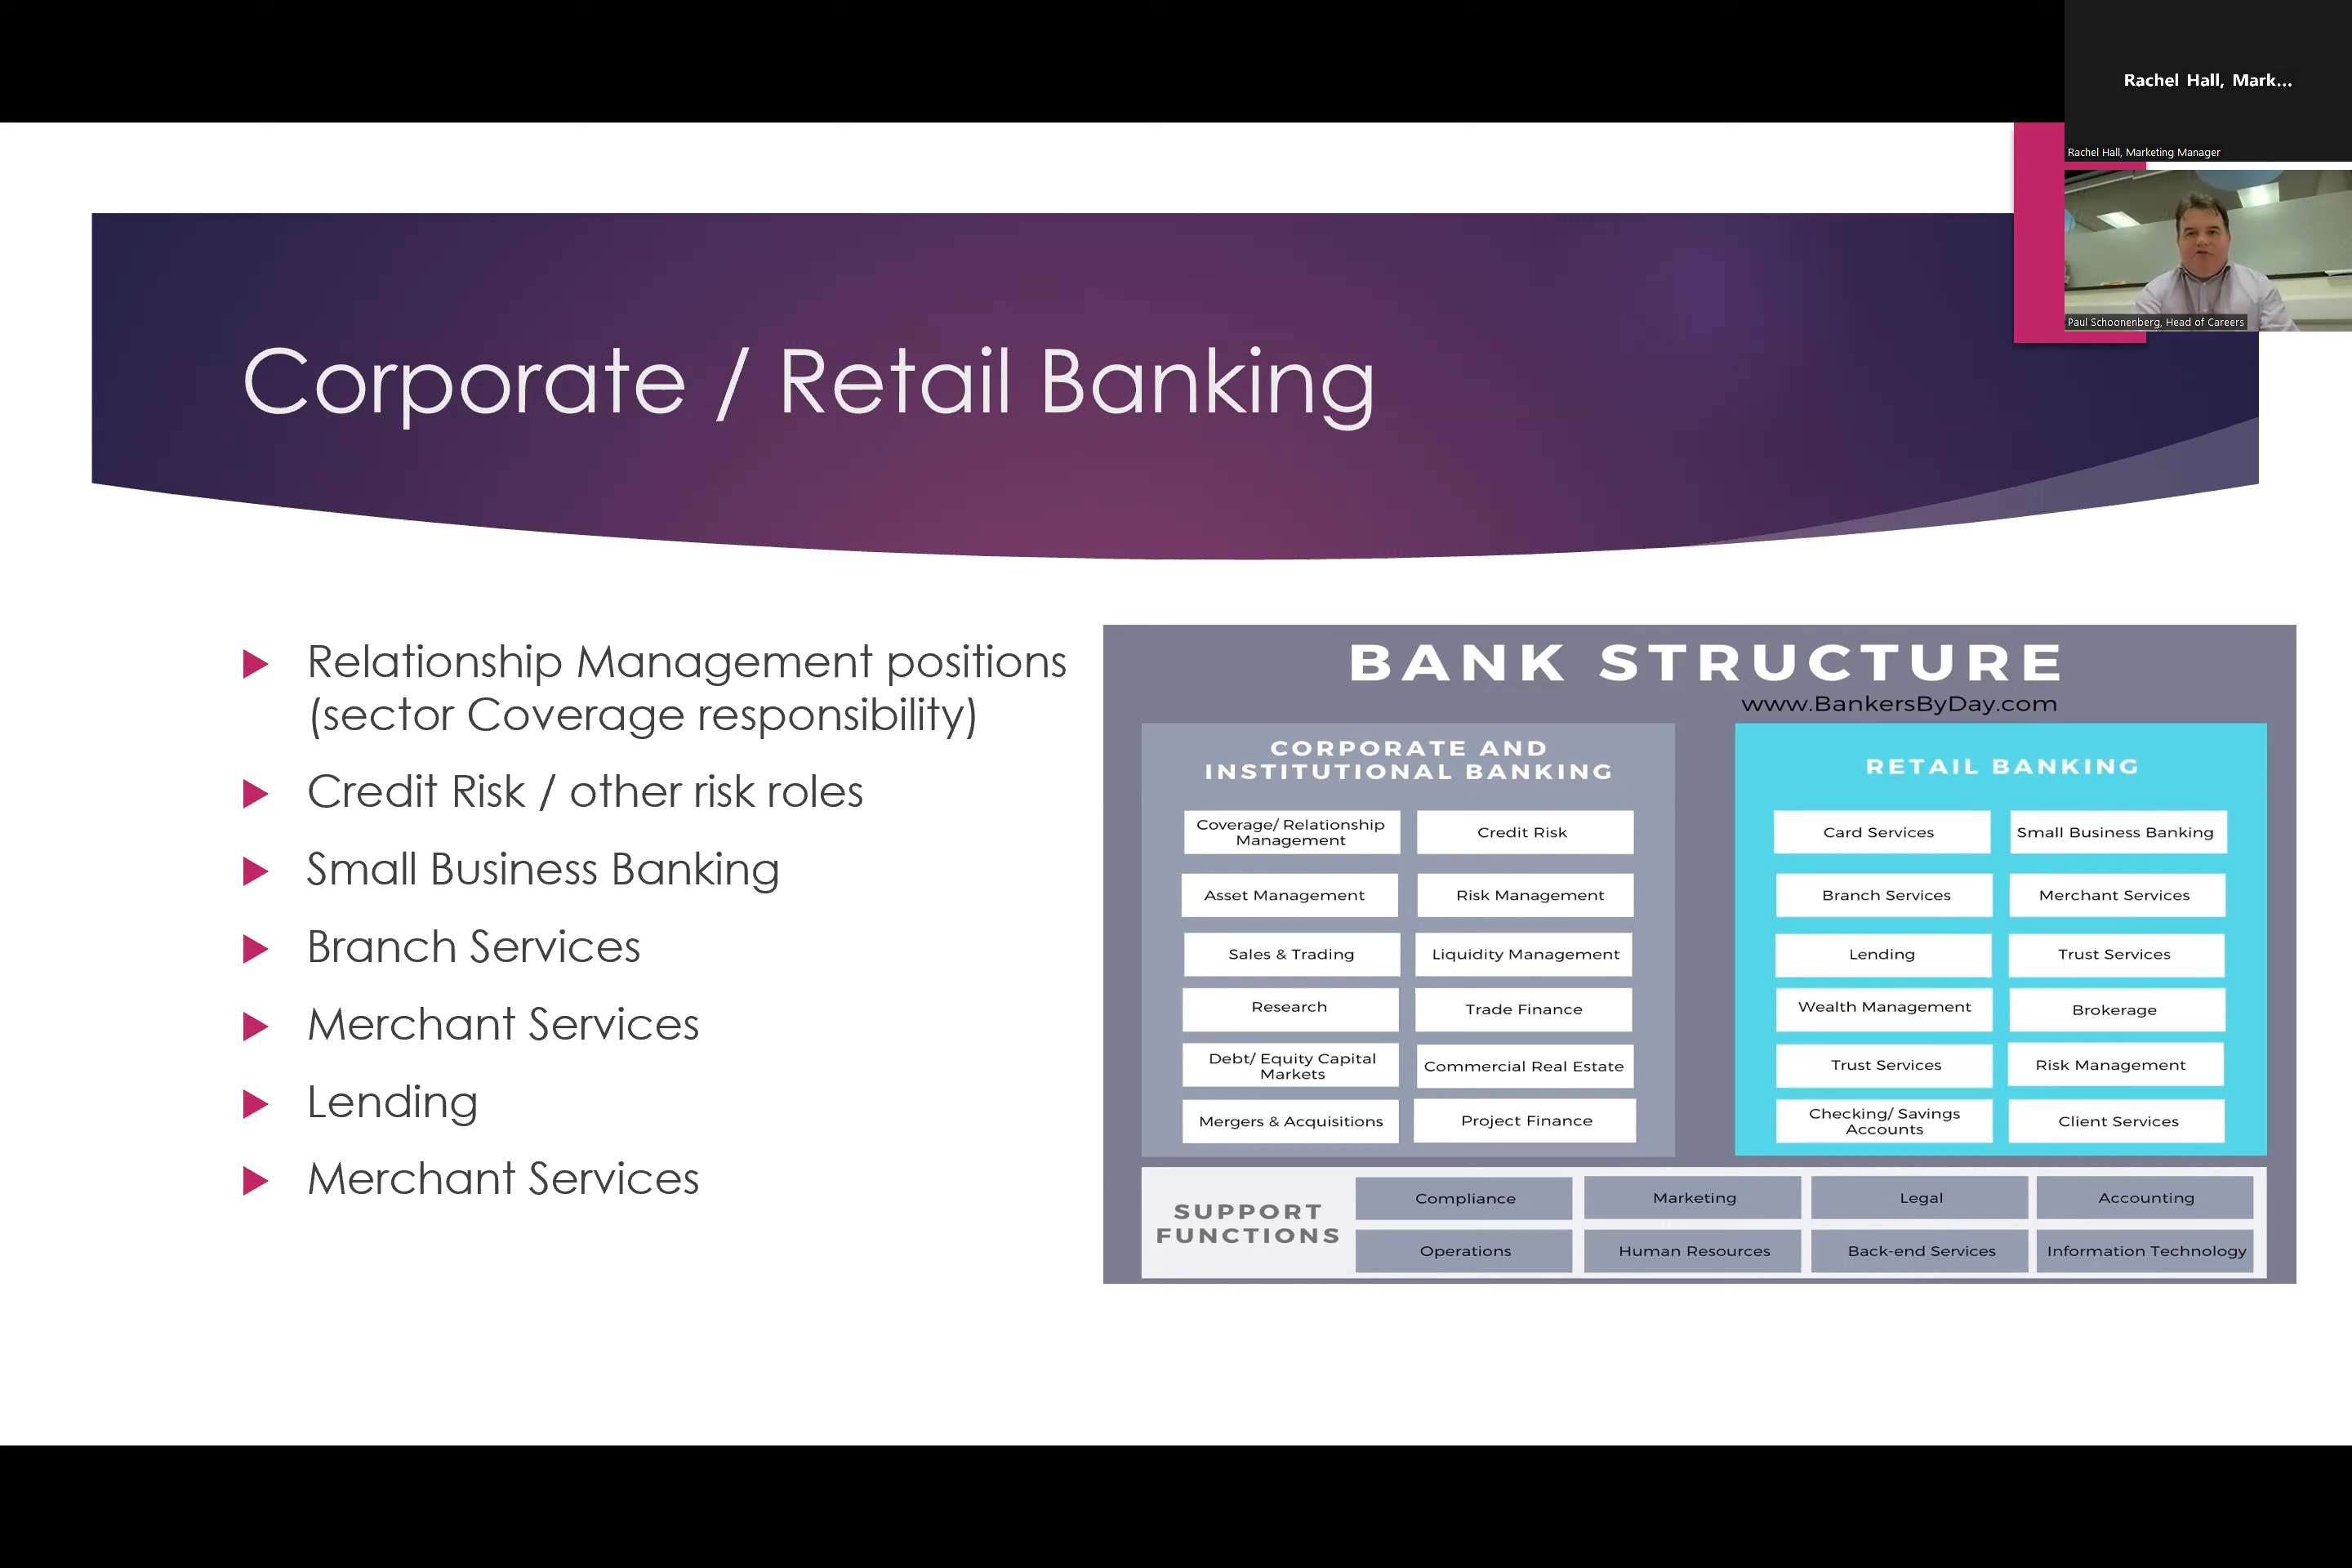 Rachel Hall, Mark...
Rachel Hall, Marketing Manager
Paul Schoonenberg, Head of Careers
Corporate / Retail Banking
Relationship Management positions
(sector Coverage responsibility)
Credit Risk / other risk roles
Small Business Banking
Branch Services
Merchant Services
Lending
Merchant Services
BANK STRUCTURE
www.BankersByDay.com
CORPORATE AND
INSTITUTIONAL BANKING
Coverage/ Relationship
Management
Credit Risk
Asset Management
Risk Management
Sales & Trading
Liquidity Management
Research
Trade Finance
Debt/ Equity Capital
Markets
Commercial Real Estate
Mergers & Acquisitions
Project Finance
RETAIL BANKING
Card Services
Small Business Banking
Branch Services
Merchant Services
Lending
Trust Services
Wealth Management
Brokerage
Trust Services
Risk Management
Checking/ Savings
Accounts
Client Services
SUPPORT
FUNCTIONS
Compliance
Marketing
Legal
Accounting
Operations
Human Resources
Back-end Services
Information Technology